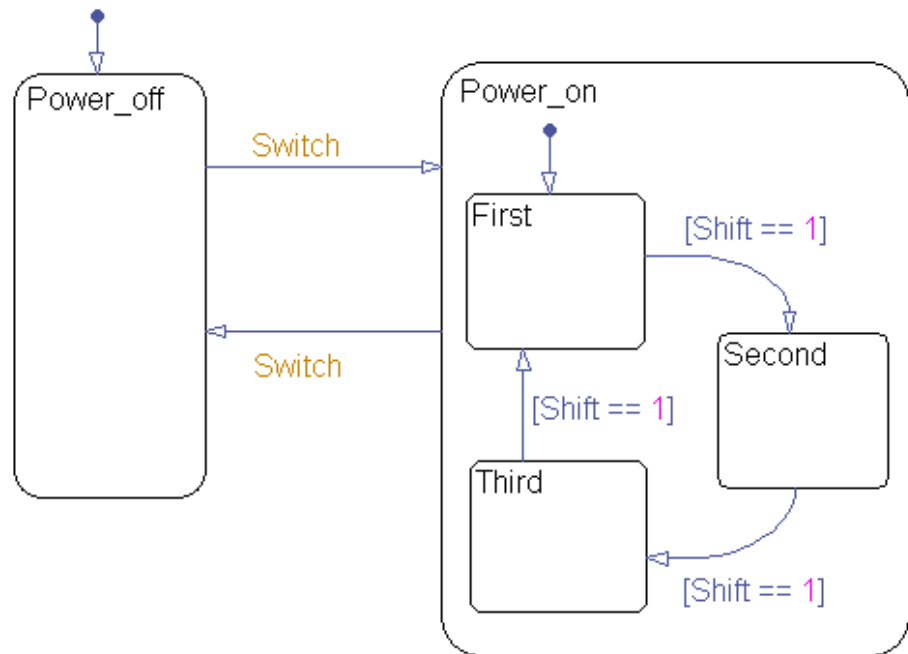 Power_off
Power_on
Switch
First
[Shift == 1]
Second
Switch
[Shift == 1]
Third
[Shift == 1]